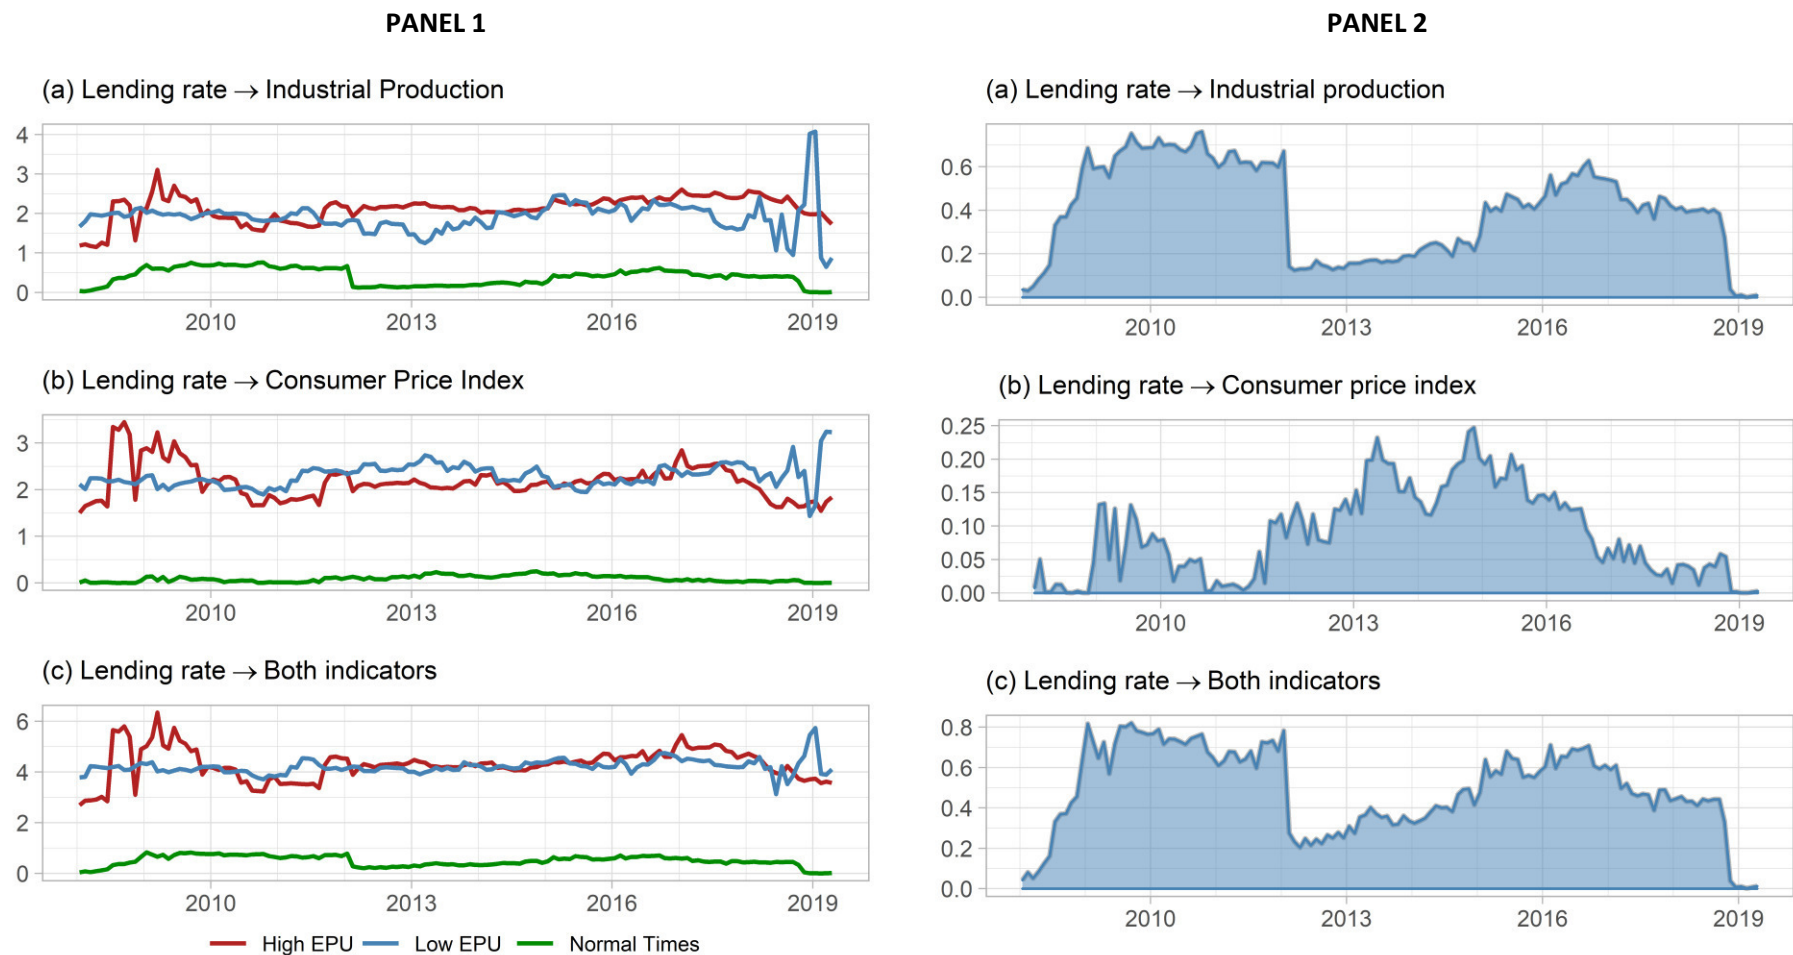 PANEL 1
(a) Lending rate → Industrial Production
4
3
2
1
0
2010 2013 2016 2019
(b) Lending rate → Consumer Price Index
3
2
1
0
2010 2013 2016 2019
(c) Lending rate → Both indicators
6
4
2
0
2010 2013 2016 2019
High EPU Low EPU Normal Times
PANEL 2
(a) Lending rate → Industrial production
0.6
0.4
0.2
0.0
2010 2013 2016 2019
(b) Lending rate → Consumer price index
0.25
0.20
0.15
0.10
0.05
0.00
2010 2013 2016 2019
(c) Lending rate → Both indicators
0.8
0.6
0.4
0.2
0.0
2010 2013 2016 2019